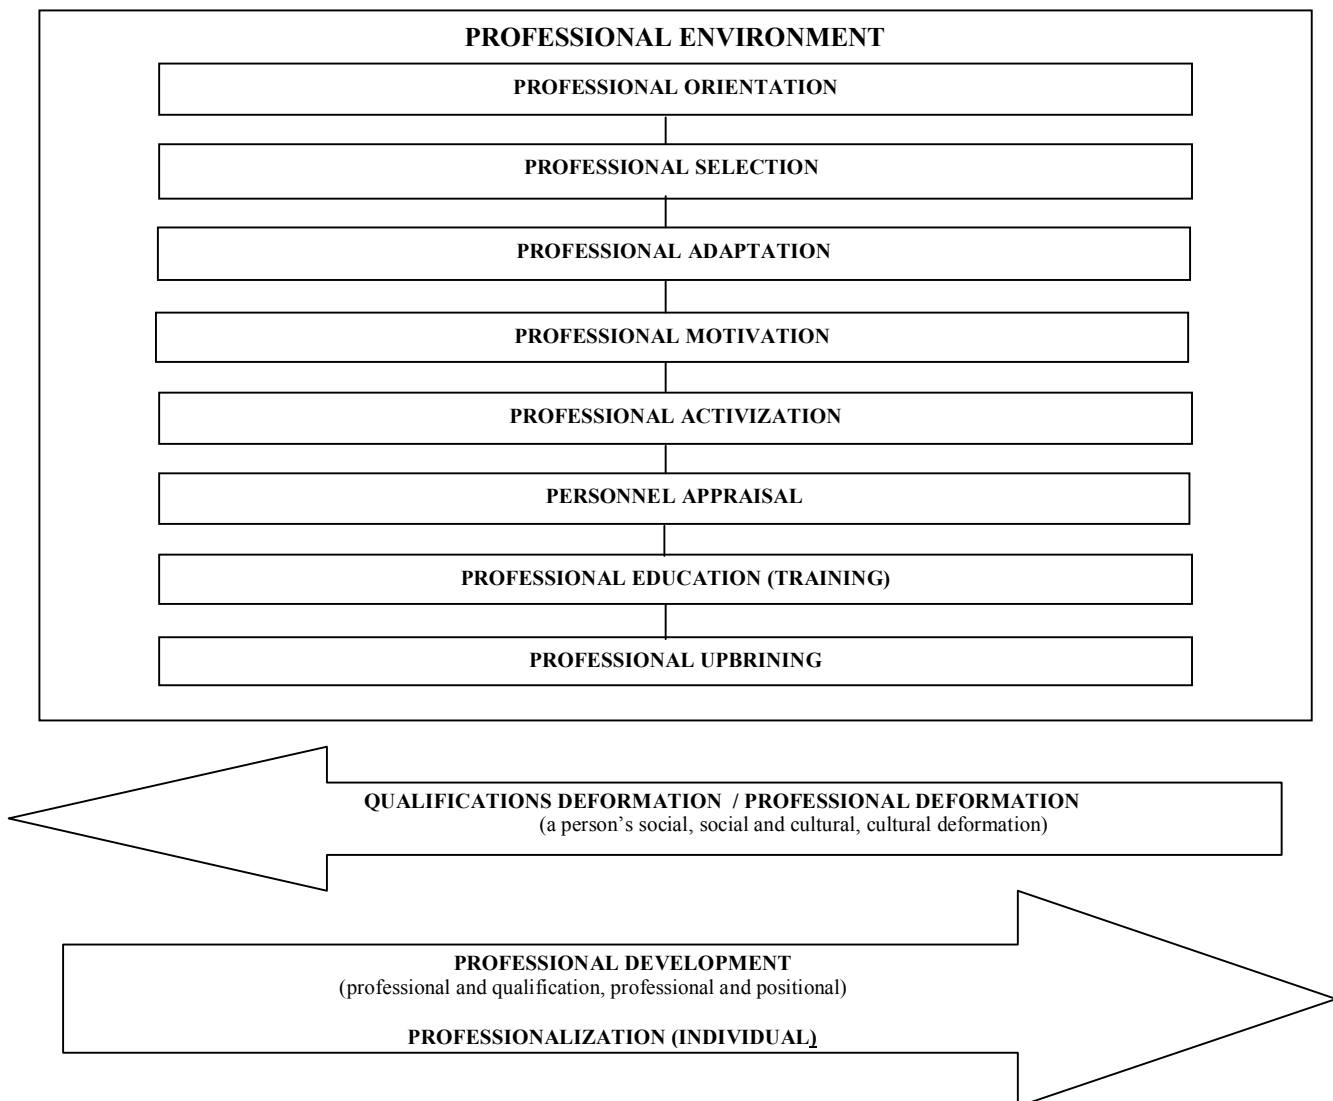 PROFESSIONAL ENVIRONMENT
PROFESSIONAL ORIENTATION
PROFESSIONAL SELECTION
PROFESSIONAL ADAPTATION
PROFESSIONAL MOTIVATION
PROFESSIONAL ACTIVIZATION
PERSONNEL APPRAISAL
PROFESSIONAL EDUCATION (TRAINING)
PROFESSIONAL UPBRINING
QUALIFICATIONS DEFORMATION / PROFESSIONAL DEFORMATION
(a person’s social, social and cultural, cultural deformation)
PROFESSIONAL DEVELOPMENT
(professional and qualification, professional and positional)
PROFESSIONALIZATION (INDIVIDUAL)